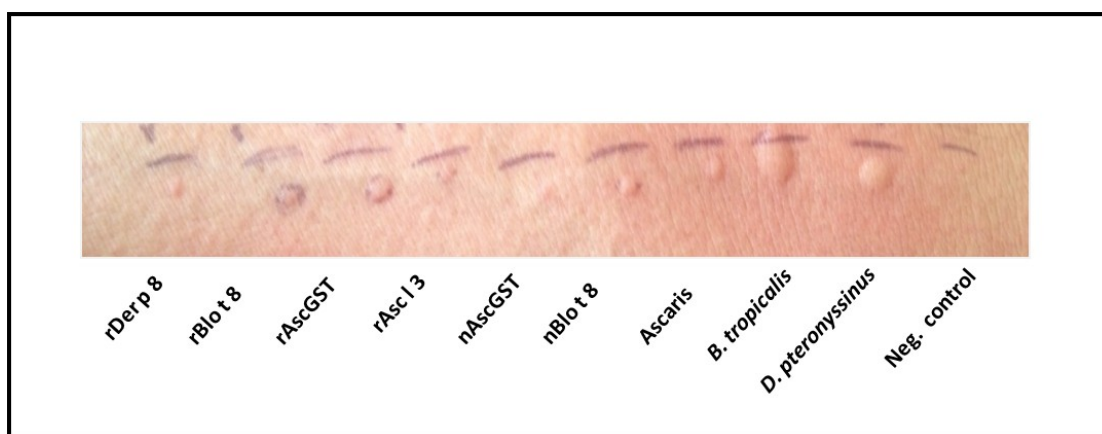 rDer p 8
rBlo t 8
rAscGST
rAsc l 3
nAscGST
nBlo t 8
Ascaris
B. tropicalis
D. pteronyssinus
Neg. control